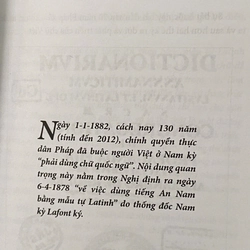 Ngày 1-1-1882, cách nay 130 năm
(tính đến 2012), chính quyền thực
dân Pháp đã buộc người Việt ở Nam kỳ
“phải dùng chữ quốc ngữ”. Nội dung quan
trọng này nằm trong Nghị định ra ngày
6-4-1878 “về việc dùng tiếng An Nam
bằng mẫu tự Latinh” do thống đốc Nam
kỳ Lafont ký.